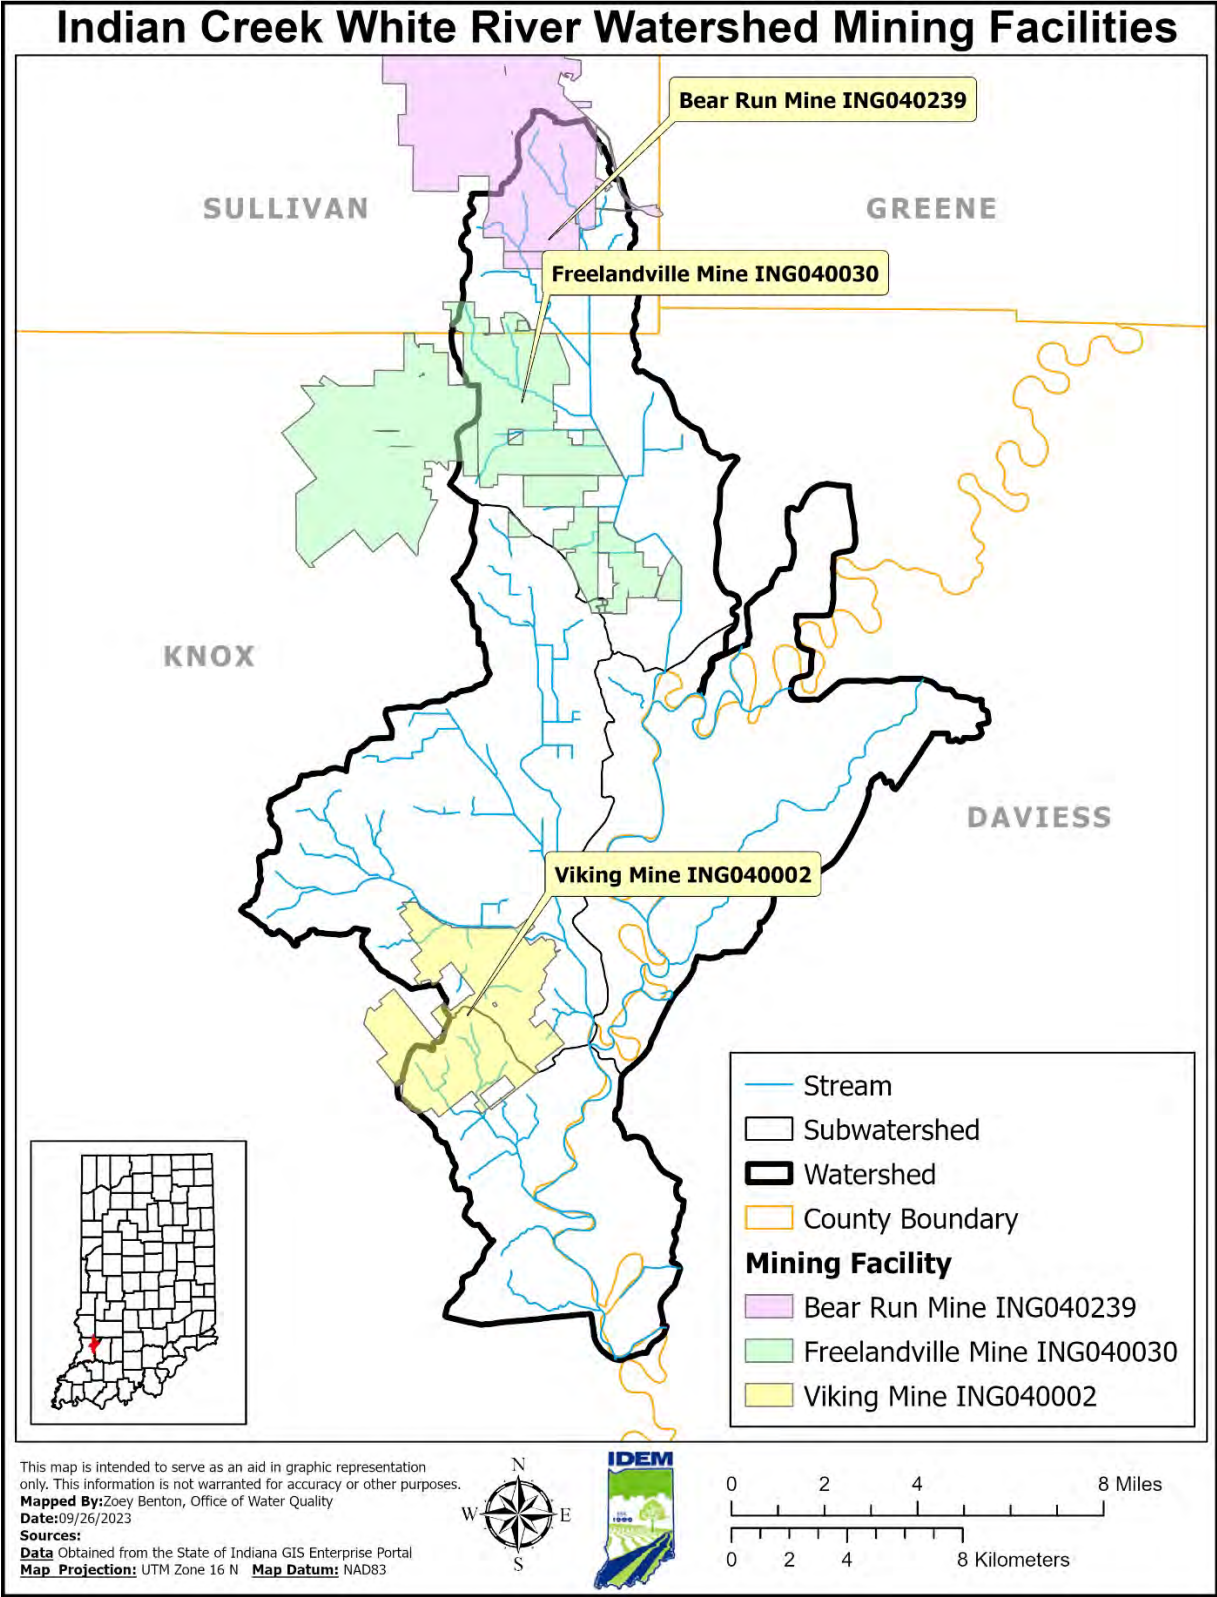 Indian Creek White River Watershed Mining Facilities
Bear Run Mine ING040239
SULLIVAN
GREENE
Freelandville Mine ING040030
KNOX
DAVIESS
Viking Mine ING040002
Stream
Subwatershed
Watershed
County Boundary
Mining Facility
Bear Run Mine ING040239
Freelandville Mine ING040030
Viking Mine ING040002
This map is intended to serve as an aid in graphic representation
only. This information is not warranted for accuracy or other purposes.
Mapped By:Zoey Benton, Office of Water Quality
Date:09/26/2023
Sources:
Data Obtained from the State of Indiana GIS Enterprise Portal
Map Projection: UTM Zone 16 N Map Datum: NAD83
N
W E
S
IDEM
0 2 4 8 Miles
0 2 4 8 Kilometers